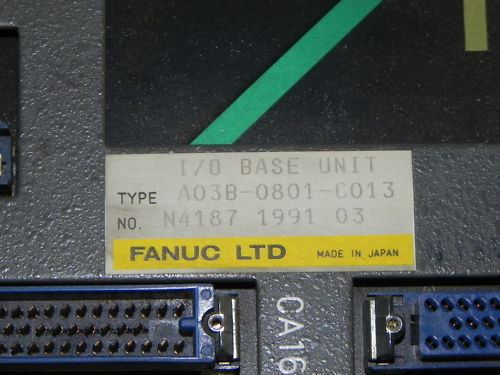 I/O BASE UNIT
TYPE A03B-0801-C013
NO. N4187 1991 03
FANUC LTD MADE IN JAPAN
CA16